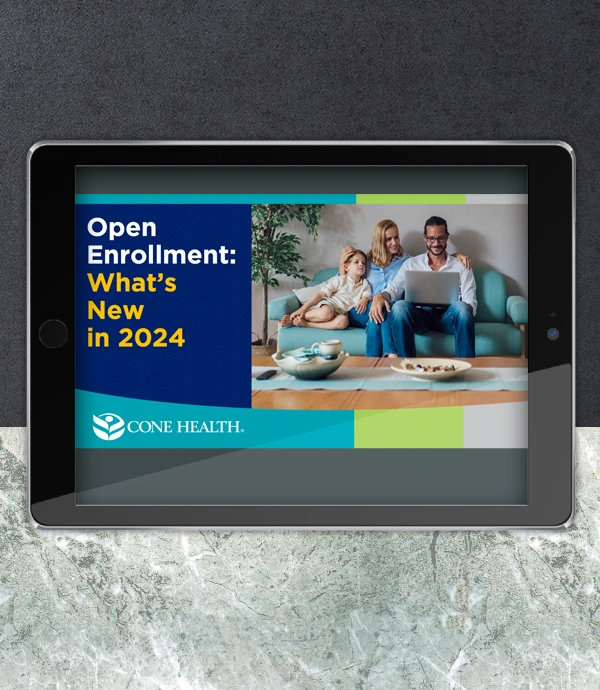 Open
Enrollment:
What's
New
in 2024
CONE HEALTH®